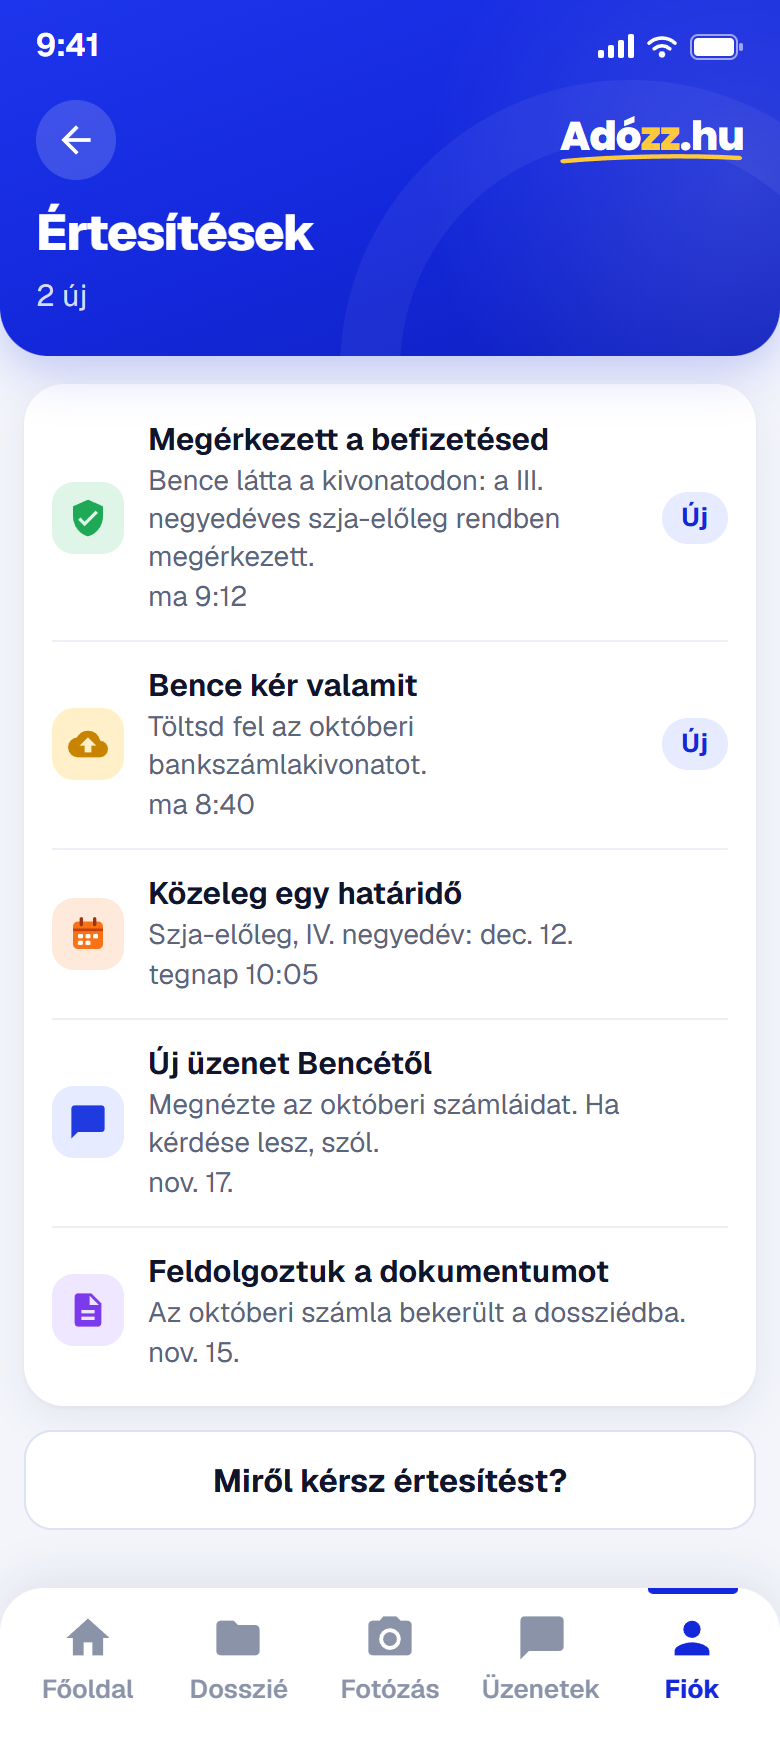 9:41
Adózz.hu
Értesítések
2 új
Megérkezett a befizetésed
Bence látta a kivonatodon: a III.
negyedéves szja-előleg rendben
megérkezett.
ma 9:12
Új
Bence kér valamit
Töltsd fel az októberi
bankszámlakivonatot.
ma 8:40
Új
Közeleg egy határidő
Szja-előleg, IV. negyedév: dec. 12.
tegnap 10:05
Új üzenet Bencétől
Megnézte az októberi számláidat. Ha
kérdése lesz, szól.
nov. 17.
Feldolgoztuk a dokumentumot
Az októberi számla bekerült a dossziédba.
nov. 15.
Miről kérsz értesítést?
Főoldal
Dosszié
Fotózás
Üzenetek
Fiók